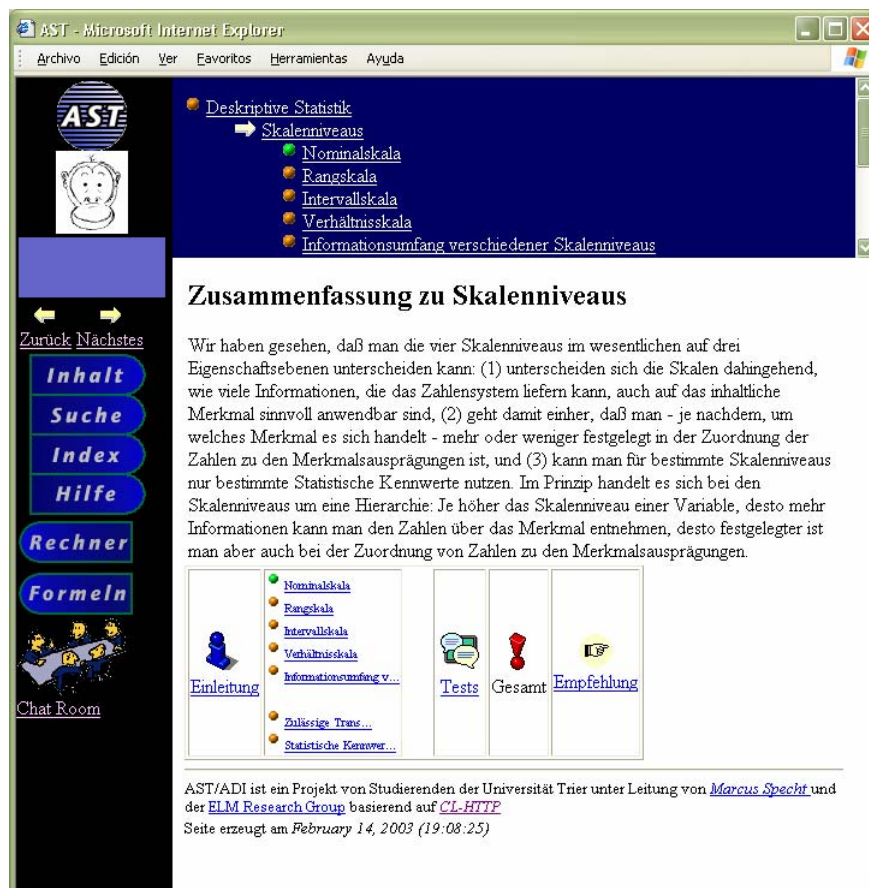 AST - Microsoft Internet Explorer
Archivo Edición Ver Favoritos Herramientas Ayuda
AST
Deskriptive Statistik
Skalenniveaus
Nominalskala
Rangskala
Intervallskala
Verhältnisskala
Informationsumfang verschiedener Skalenniveaus
Zurück Nächstes
Inhalt
Suche
Index
Hilfe
Rechner
Formeln
Chat Room
Zusammenfassung zu Skalenniveaus
Wir haben gesehen, daß man die vier Skalenniveaus im wesentlichen auf drei
Eigenschaftsebenen unterscheiden kann: (1) unterscheiden sich die Skalen dahingehend,
wie viele Informationen, die das Zahlensystem liefern kann, auch auf das inhaltliche
Merkmal sinnvoll anwendbar sind, (2) geht damit einher, daß man - je nachdem, um
welches Merkmal es sich handelt - mehr oder weniger festgelegt in der Zuordnung der
Zahlen zu den Merkmalsausprägungen ist, und (3) kann man für bestimmte Skalenniveaus
nur bestimmte Statistische Kennwerte nutzen. Im Prinzip handelt es sich bei den
Skalenniveaus um eine Hierarchie: Je höher das Skalenniveau einer Variable, desto mehr
Informationen kann man den Zahlen über das Merkmal entnehmen, desto festgelegter ist
man aber auch bei der Zuordnung von Zahlen zu den Merkmalsausprägungen.
Einleitung
Nominalskala
Rangskala
Intervallskala
Verhältnisskala
Informationsumfang v...
Zulässige Trans...
Statistische Kennwer...
Tests
Gesamt
Empfehlung
AST/ADI ist ein Projekt von Studierenden der Universität Trier unter Leitung von Marcus Specht und
der ELM Research Group basierend auf CL-HTTP
Seite erzeugt am February 14, 2003 (19:08:25)